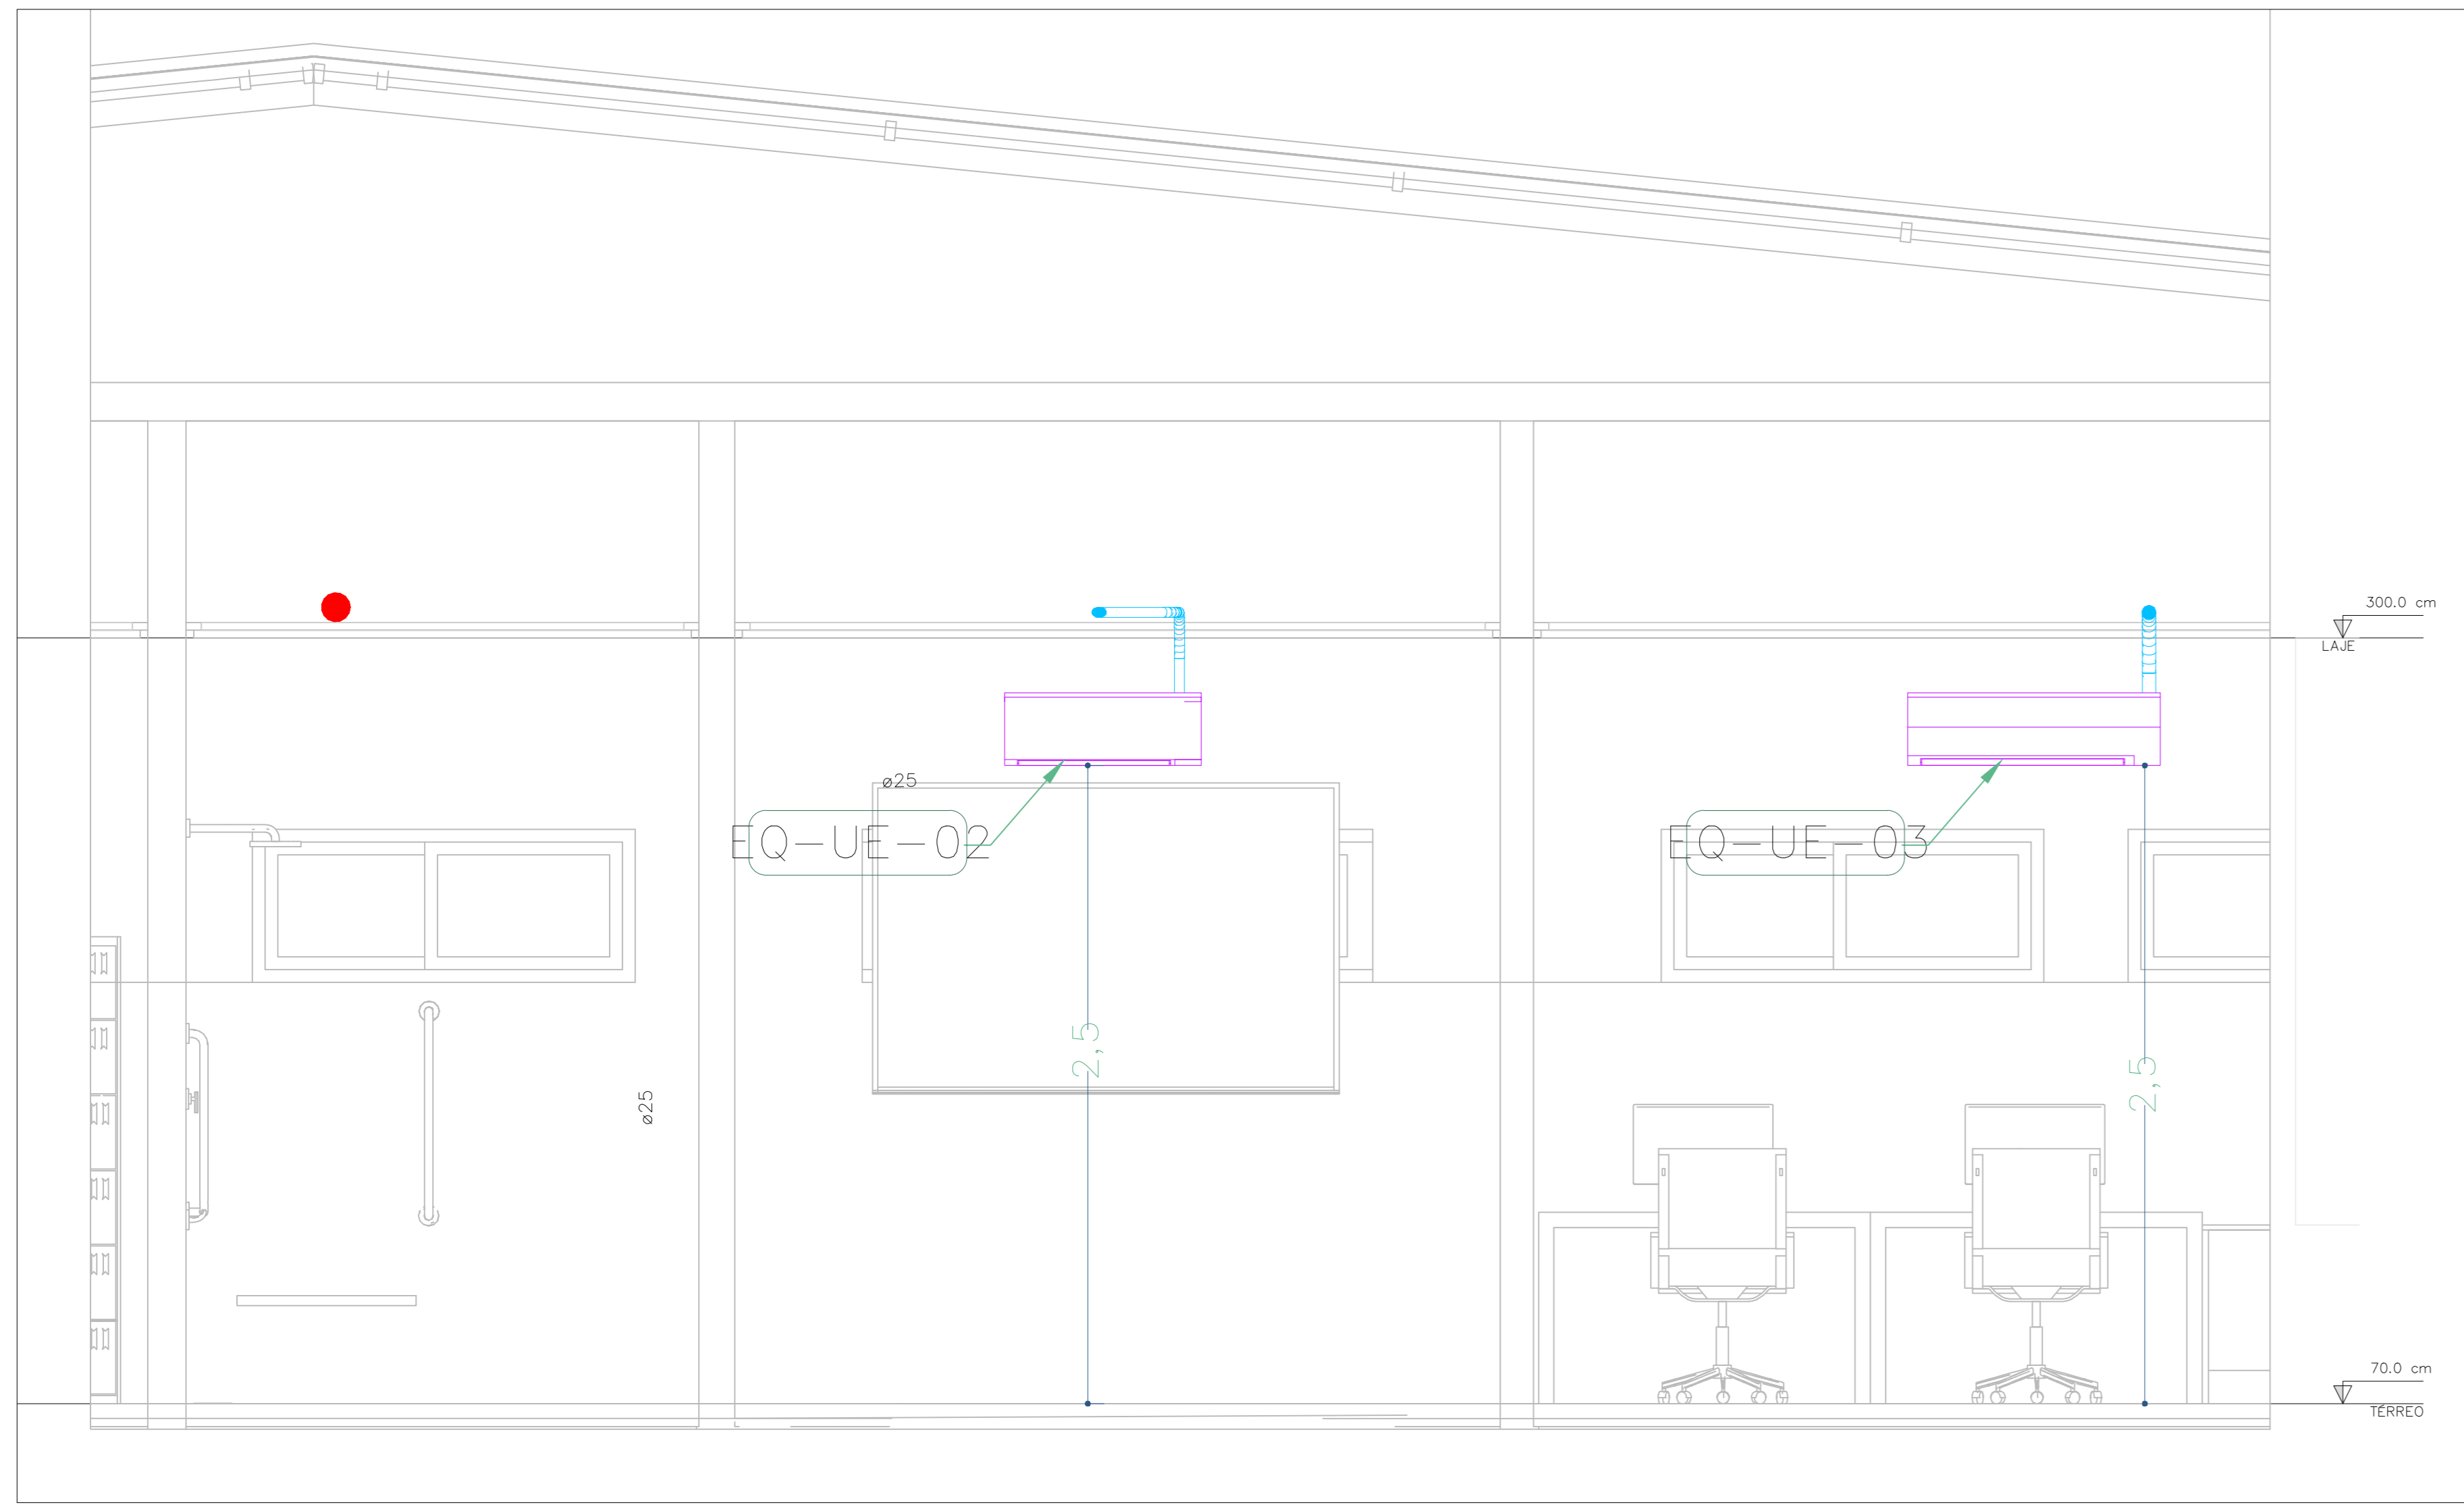 300.0 cm
LAJE
ø25
EQ-UE-02
EQ-UE-03
2,5
2,5
ø25
70.0 cm
TÉRREO